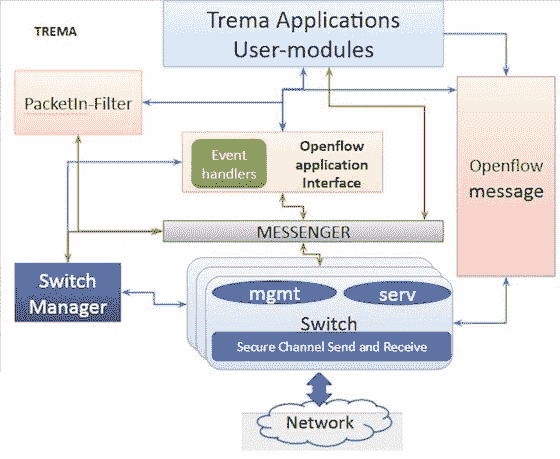 TREMA
Trema Applications
User-modules
PacketIn-Filter
Event
handlers
Openflow
application
Interface
Openflow
message
MESSENGER
Switch
Manager
mgmt
serv
Switch
Secure Channel Send and Receive
Network